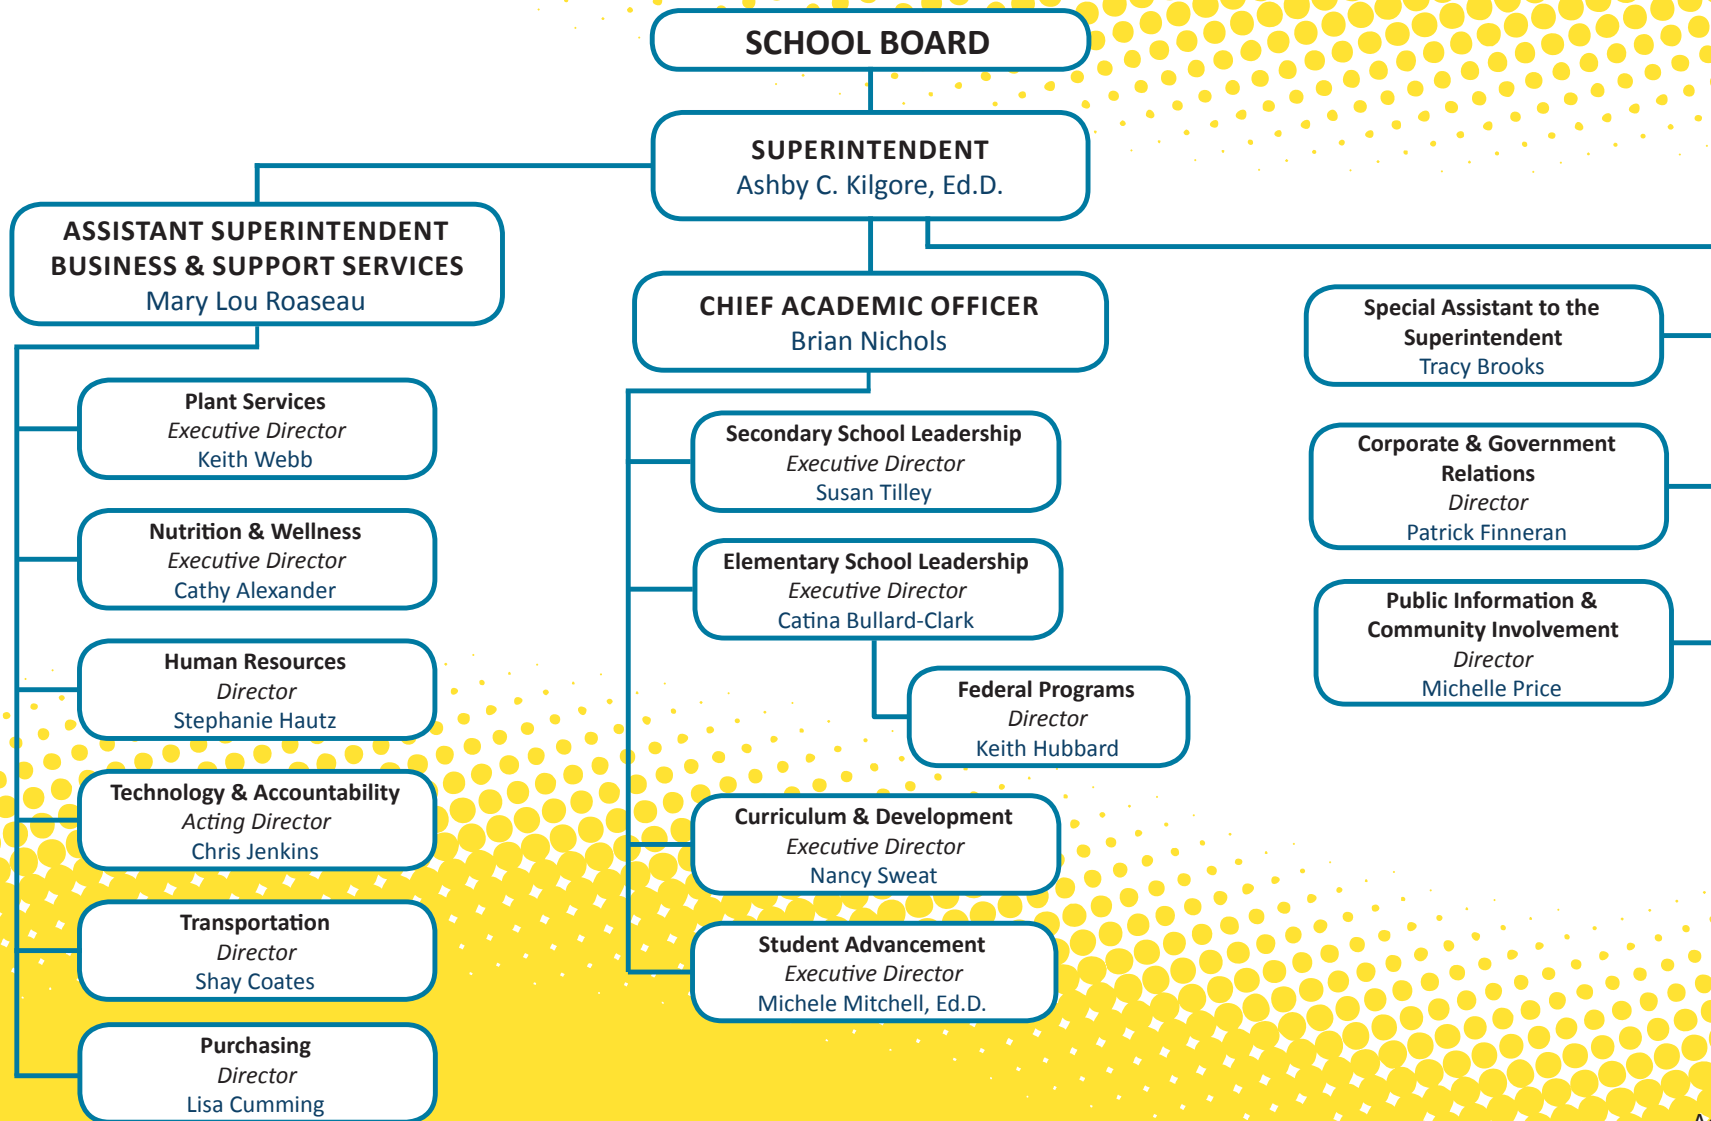 SCHOOL BOARD
SUPERINTENDENT
Ashby C. Kilgore, Ed.D.
ASSISTANT SUPERINTENDENT
BUSINESS & SUPPORT SERVICES
Mary Lou Roaseau
Plant Services
Executive Director
Keith Webb
Nutrition & Wellness
Executive Director
Cathy Alexander
Human Resources
Director
Stephanie Hautz
Technology & Accountability
Acting Director
Chris Jenkins
Transportation
Director
Shay Coates
Purchasing
Director
Lisa Cumming
CHIEF ACADEMIC OFFICER
Brian Nichols
Secondary School Leadership
Executive Director
Susan Tilley
Elementary School Leadership
Executive Director
Catina Bullard-Clark
Federal Programs
Director
Keith Hubbard
Curriculum & Development
Executive Director
Nancy Sweat
Student Advancement
Executive Director
Michele Mitchell, Ed.D.
Special Assistant to the
Superintendent
Tracy Brooks
Corporate & Government
Relations
Director
Patrick Finneran
Public Information &
Community Involvement
Director
Michelle Price